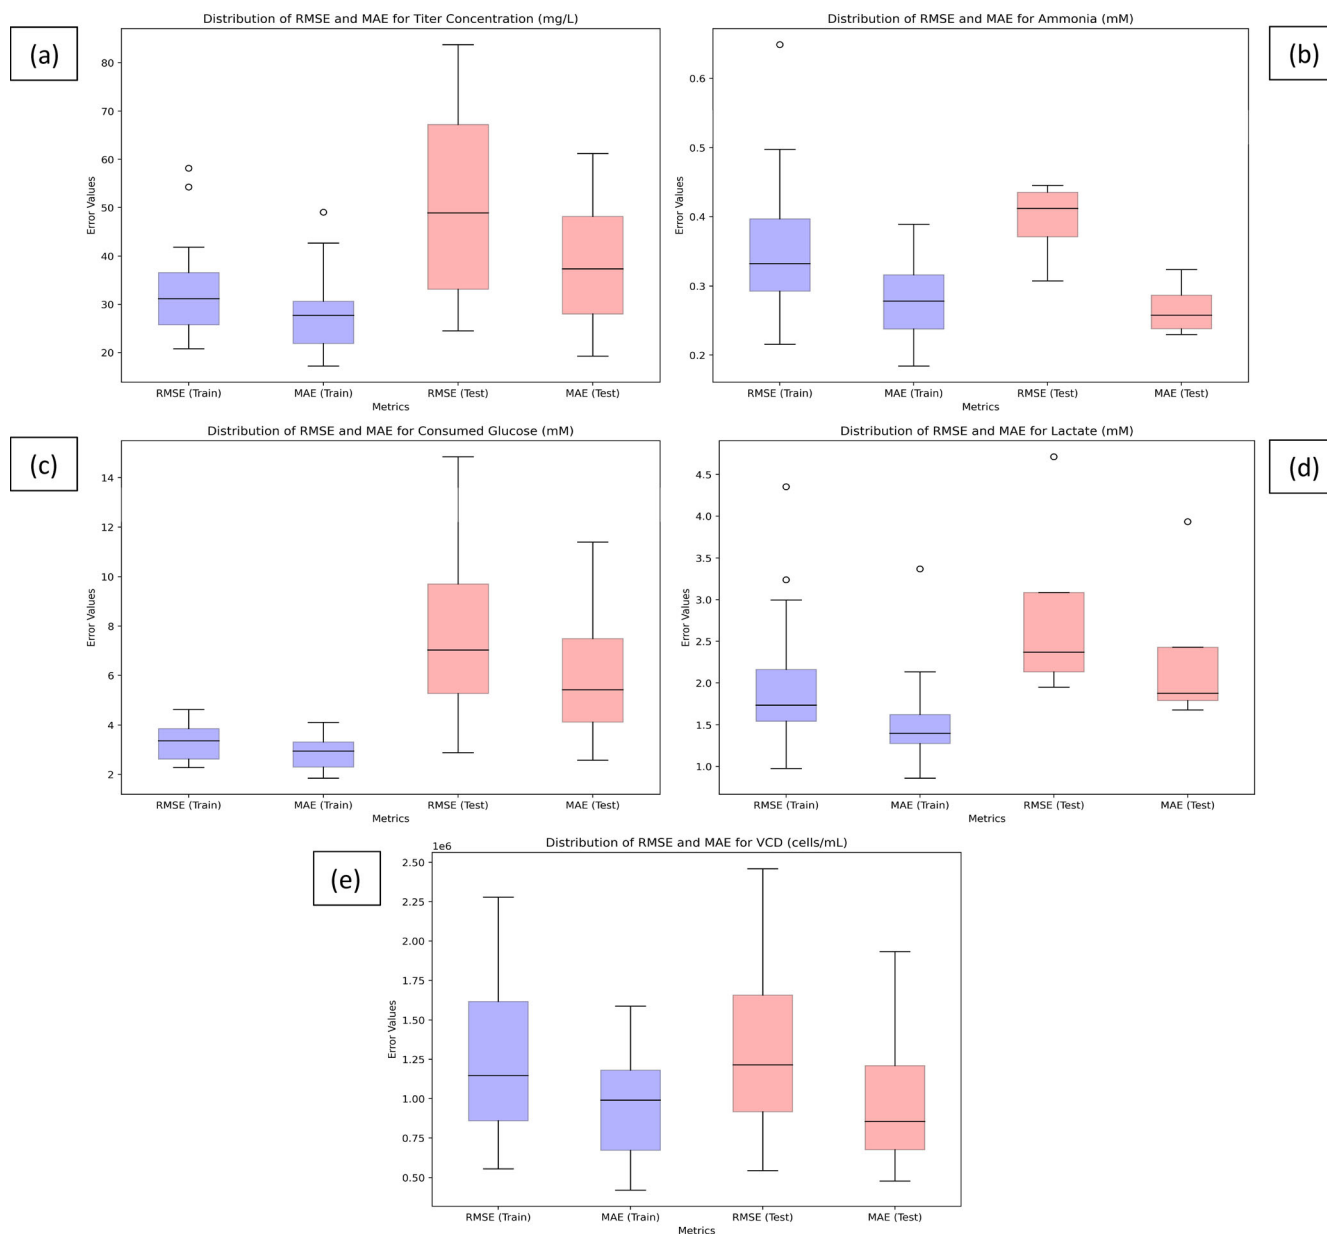 (a)
Distribution of RMSE and MAE for Titer Concentration (mg/L)
80
70
60
50
40
30
20
Error Values
RMSE (Train) MAE (Train) RMSE (Test) MAE (Test)
Metrics
(b)
Distribution of RMSE and MAE for Ammonia (mM)
0.6
0.5
0.4
0.3
0.2
Error Values
RMSE (Train) MAE (Train) RMSE (Test) MAE (Test)
Metrics
(c)
Distribution of RMSE and MAE for Consumed Glucose (mM)
14
12
10
8
6
4
2
Error Values
RMSE (Train) MAE (Train) RMSE (Test) MAE (Test)
Metrics
(d)
Distribution of RMSE and MAE for Lactate (mM)
4.5
4.0
3.5
3.0
2.5
2.0
1.5
1.0
Error Values
RMSE (Train) MAE (Train) RMSE (Test) MAE (Test)
Metrics
(e)
Distribution of RMSE and MAE for VCD (cells/mL)
1e6
2.50
2.25
2.00
1.75
1.50
1.25
1.00
0.75
0.50
Error Values
RMSE (Train) MAE (Train) RMSE (Test) MAE (Test)
Metrics